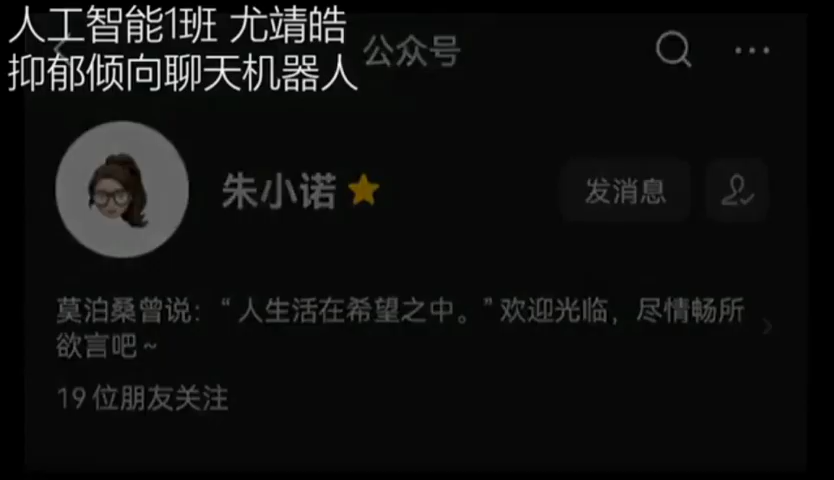 人工智能1班 尤靖皓
抑郁倾向聊天机器人
公众号
朱小诺
发消息
莫泊桑曾说：“人生活在希望之中。”欢迎光临，尽情畅所
欲言吧~
19 位朋友关注